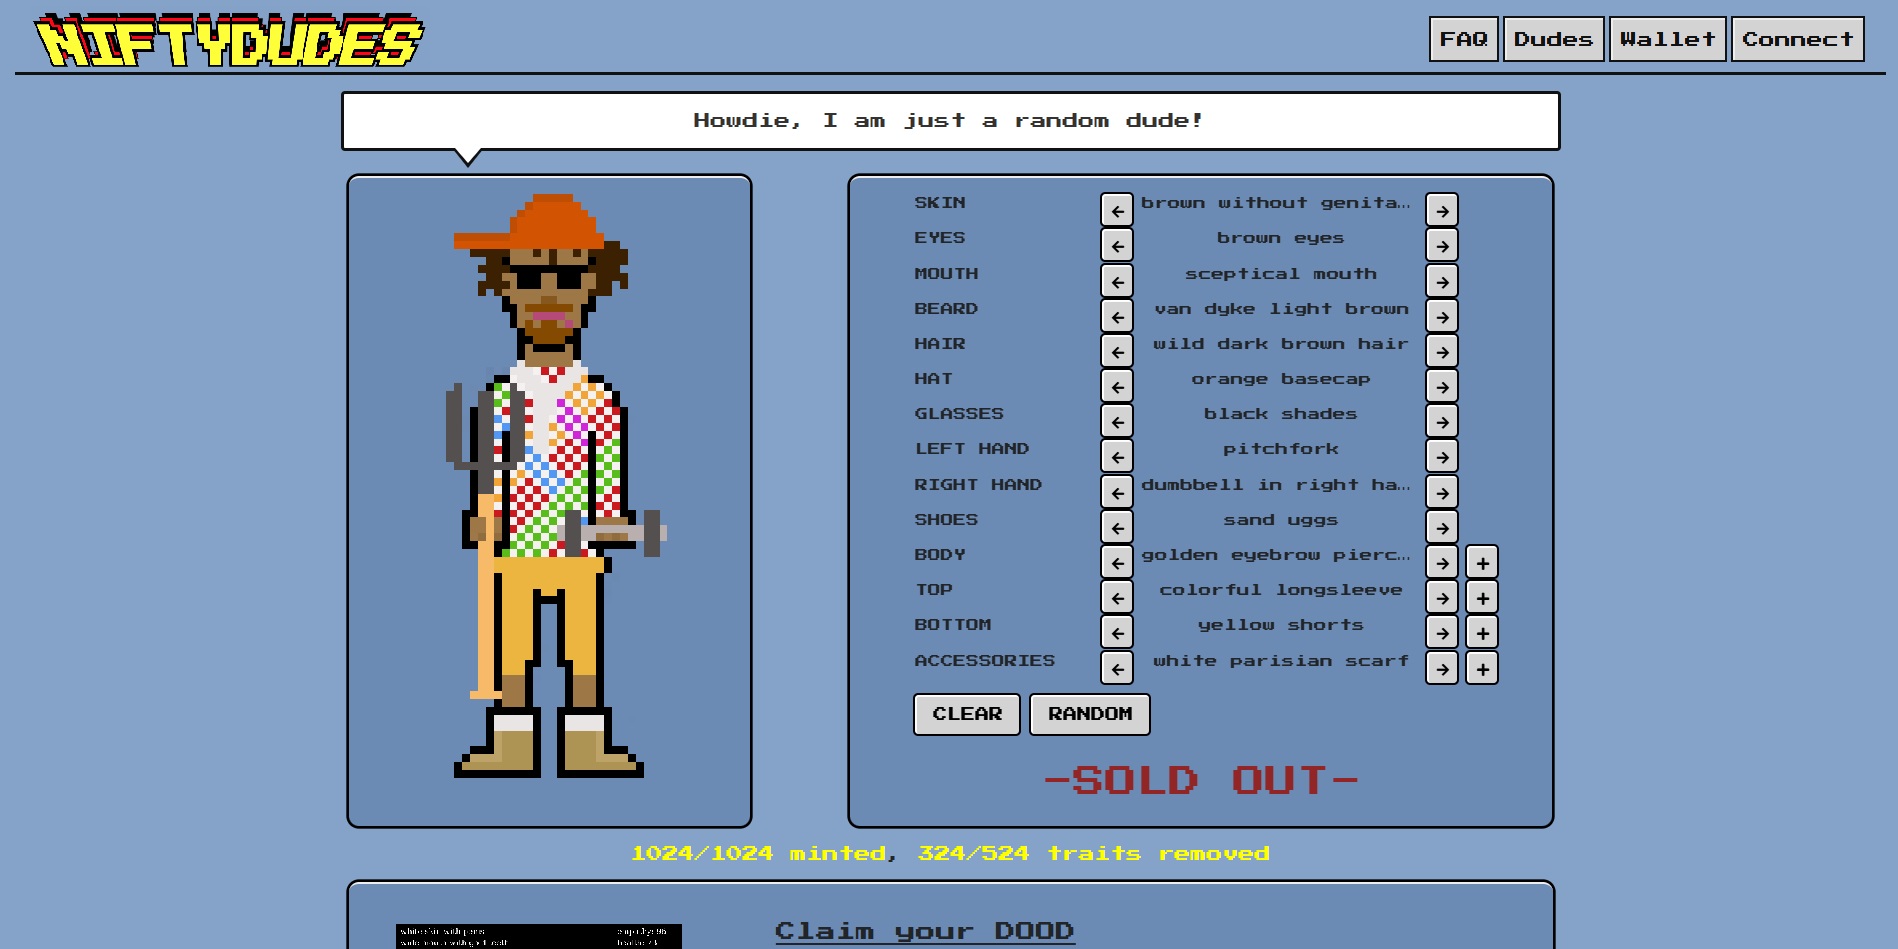 NIFTYDUDES
FAQ Dudes Wallet Connect
Howdie, I am just a random dude!
SKIN ← brown without genita… →
EYES ← brown eyes →
MOUTH ← sceptical mouth →
BEARD ← van dyke light brown →
HAIR ← wild dark brown hair →
HAT ← orange basecap →
GLASSES ← black shades →
LEFT HAND ← pitchfork →
RIGHT HAND ← dumbbell in right ha… →
SHOES ← sand uggs →
BODY ← golden eyebrow pierc… → +
TOP ← colorful longsleeve → +
BOTTOM ← yellow shorts → +
ACCESSORIES ← white parisian scarf → +
CLEAR RANDOM
-SOLD OUT-
1024/1024 minted, 324/524 traits removed
Claim your DOOD